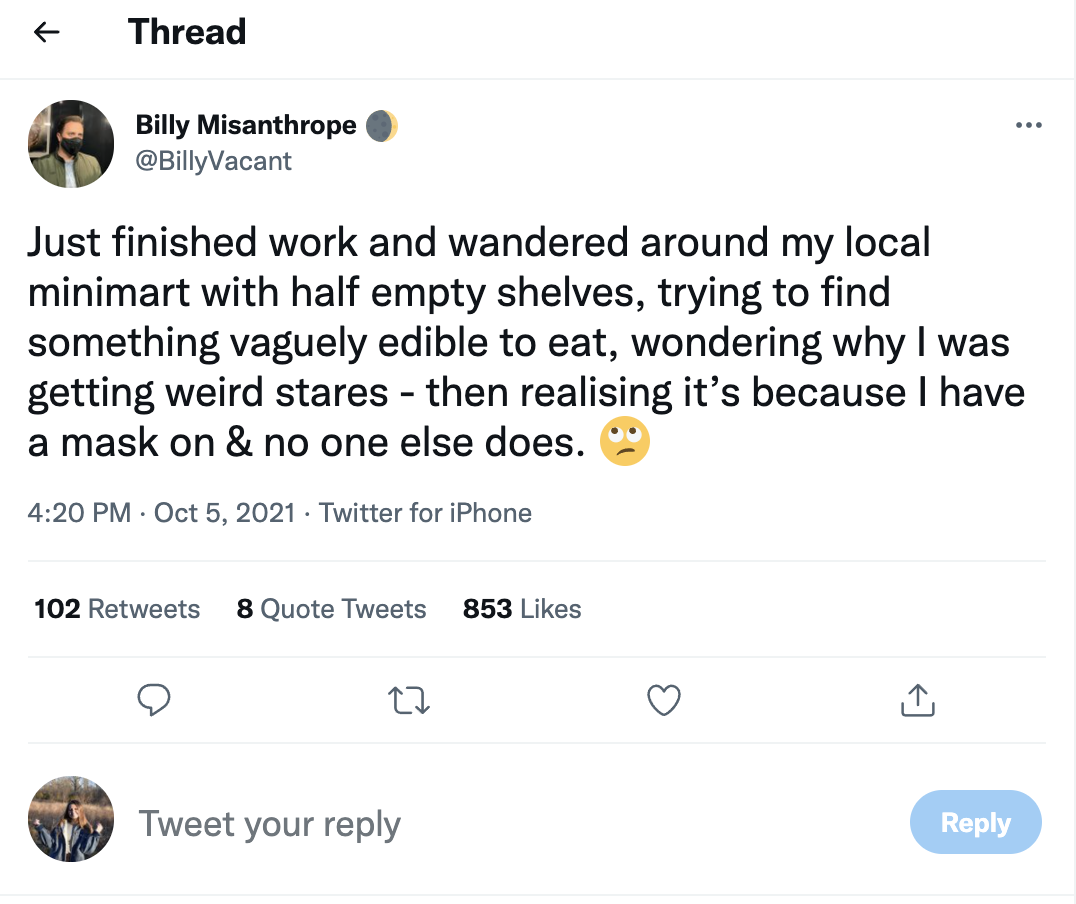 Thread
Billy Misanthrope 🌒
@BillyVacant
Just finished work and wandered around my local
minimart with half empty shelves, trying to find
something vaguely edible to eat, wondering why I was
getting weird stares - then realising it’s because I have
a mask on & no one else does. 🙄
4:20 PM · Oct 5, 2021 · Twitter for iPhone
102 Retweets 8 Quote Tweets 853 Likes
Tweet your reply
Reply